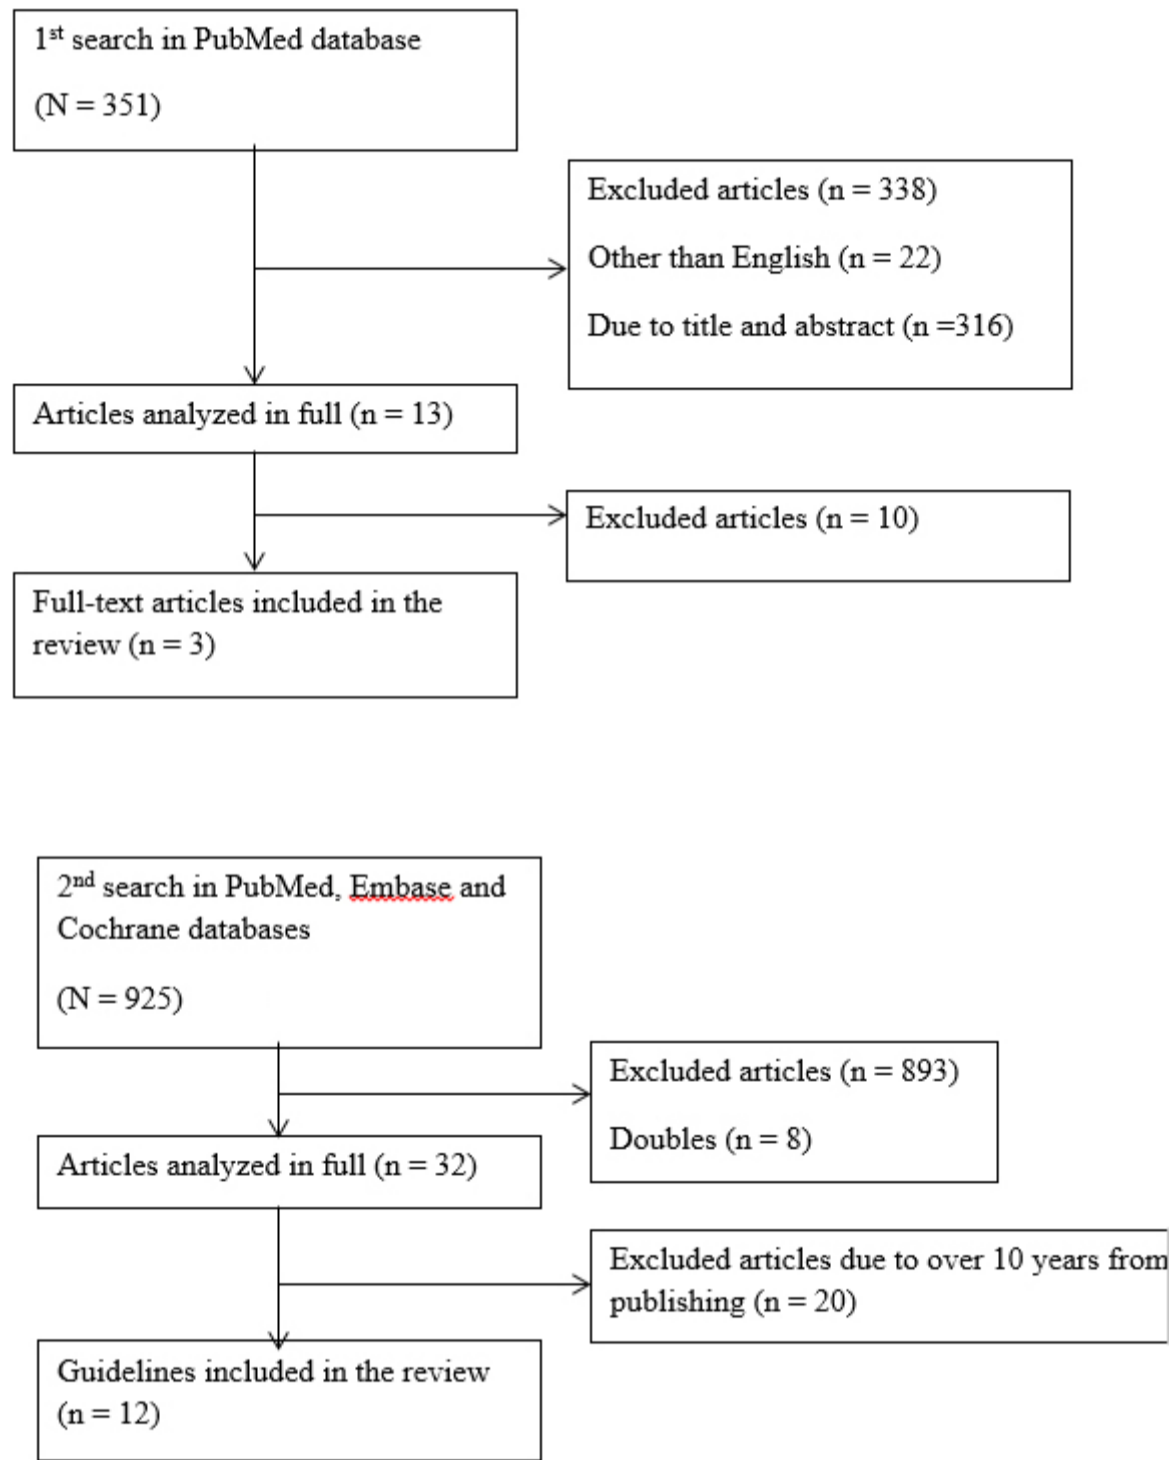 1st search in PubMed database
(N = 351)
Excluded articles (n = 338)
Other than English (n = 22)
Due to title and abstract (n =316)
Articles analyzed in full (n = 13)
Excluded articles (n = 10)
Full-text articles included in the
review (n = 3)
2nd search in PubMed, Embase and
Cochrane databases
(N = 925)
Excluded articles (n = 893)
Doubles (n = 8)
Articles analyzed in full (n = 32)
Excluded articles due to over 10 years from
publishing (n = 20)
Guidelines included in the review
(n = 12)